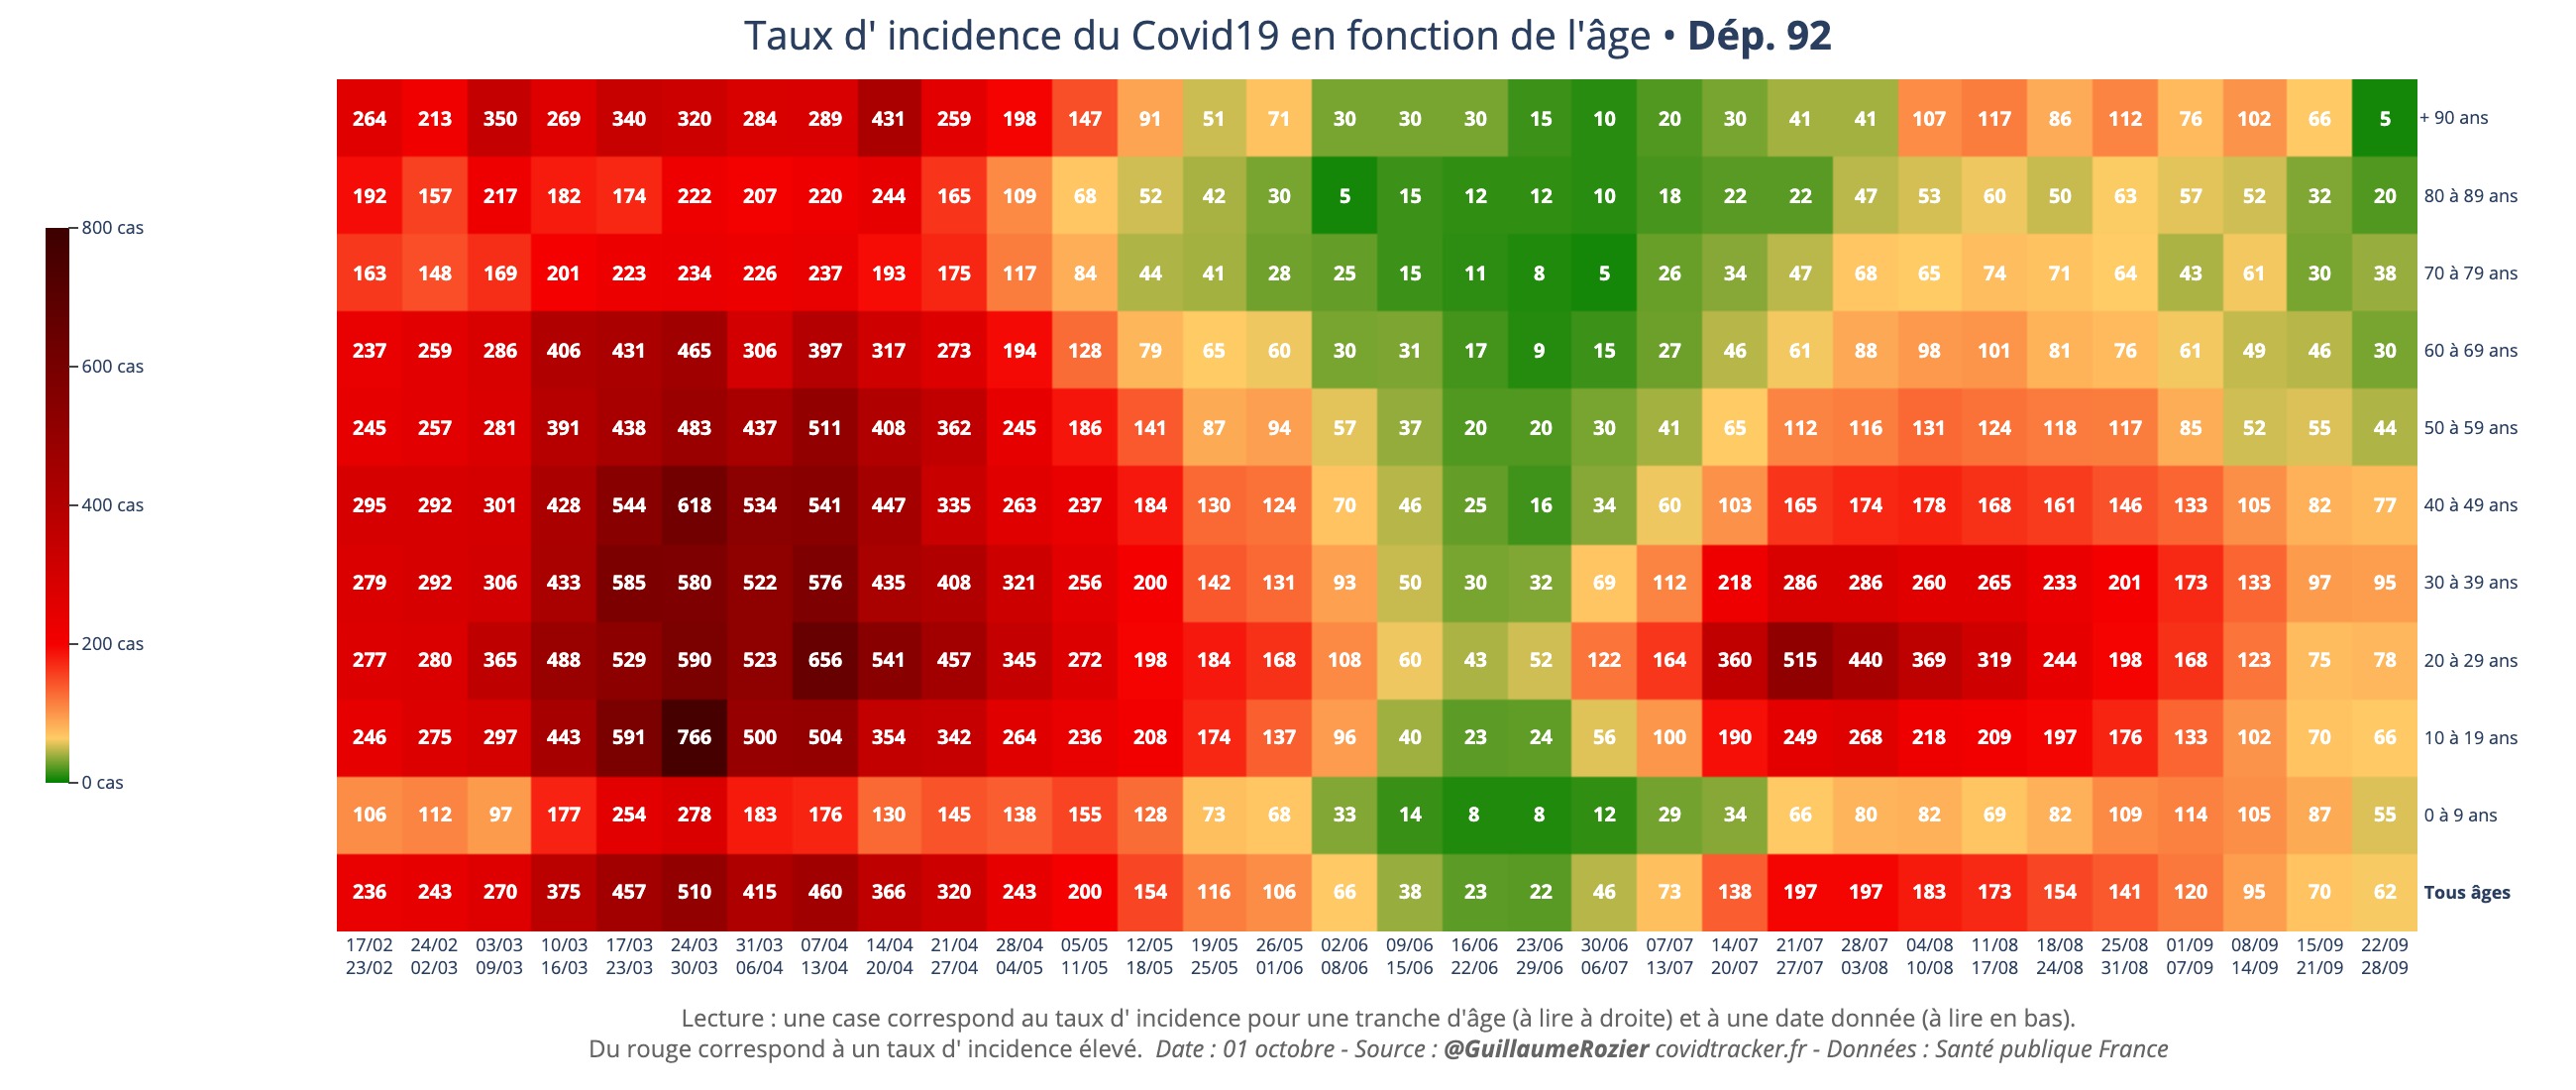 Taux d' incidence du Covid19 en fonction de l'âge • Dép. 92
800 cas
600 cas
400 cas
200 cas
0 cas
264 213 350 269 340 320 284 289 431 259 198 147 91 51 71 30 30 30 15 10 20 30 41 41 107 117 86 112 76 102 66 5 + 90 ans
192 157 217 182 174 222 207 220 244 165 109 68 52 42 30 5 15 12 12 10 18 22 22 47 53 60 50 63 57 52 32 20 80 à 89 ans
163 148 169 201 223 234 226 237 193 175 117 84 44 41 28 25 15 11 8 5 26 34 47 68 65 74 71 64 43 61 30 38 70 à 79 ans
237 259 286 406 431 465 306 397 317 273 194 128 79 65 60 30 31 17 9 15 27 46 61 88 98 101 81 76 61 49 46 30 60 à 69 ans
245 257 281 391 438 483 437 511 408 362 245 186 141 87 94 57 37 20 20 30 41 65 112 116 131 124 118 117 85 52 55 44 50 à 59 ans
295 292 301 428 544 618 534 541 447 335 263 237 184 130 124 70 46 25 16 34 60 103 165 174 178 168 161 146 133 105 82 77 40 à 49 ans
279 292 306 433 585 580 522 576 435 408 321 256 200 142 131 93 50 30 32 69 112 218 286 286 260 265 233 201 173 133 97 95 30 à 39 ans
277 280 365 488 529 590 523 656 541 457 345 272 198 184 168 108 60 43 52 122 164 360 515 440 369 319 244 198 168 123 75 78 20 à 29 ans
246 275 297 443 591 766 500 504 354 342 264 236 208 174 137 96 40 23 24 56 100 190 249 268 218 209 197 176 133 102 70 66 10 à 19 ans
106 112 97 177 254 278 183 176 130 145 138 155 128 73 68 33 14 8 8 12 29 34 66 80 82 69 82 109 114 105 87 55 0 à 9 ans
236 243 270 375 457 510 415 460 366 320 243 200 154 116 106 66 38 23 22 46 73 138 197 197 183 173 154 141 120 95 70 62 Tous âges
17/02 24/02 03/03 10/03 17/03 24/03 31/03 07/04 14/04 21/04 28/04 05/05 12/05 19/05 26/05 02/06 09/06 16/06 23/06 30/06 07/07 14/07 21/07 28/07 04/08 11/08 18/08 25/08 01/09 08/09 15/09 22/09
23/02 02/03 09/03 16/03 23/03 30/03 06/04 13/04 20/04 27/04 04/05 11/05 18/05 25/05 01/06 08/06 15/06 22/06 29/06 06/07 13/07 20/07 27/07 03/08 10/08 17/08 24/08 31/08 07/09 14/09 21/09 28/09
Lecture : une case correspond au taux d' incidence pour une tranche d'âge (à lire à droite) et à une date donnée (à lire en bas).
Du rouge correspond à un taux d' incidence élevé. Date : 01 octobre - Source : @GuillaumeRozier covidtracker.fr - Données : Santé publique France